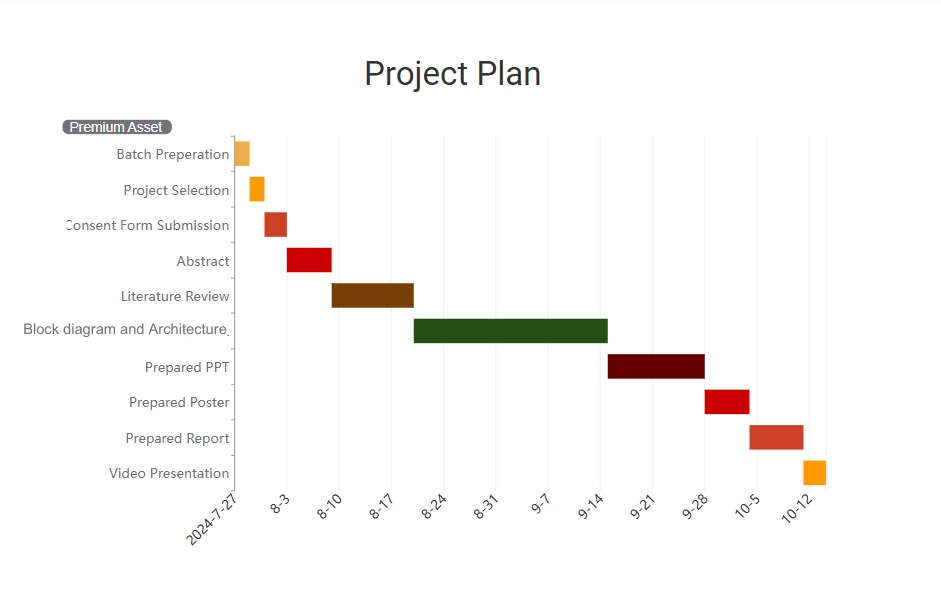 Project Plan
Premium Asset
Batch Preperation
Project Selection
Consent Form Submission
Abstract
Literature Review
Block diagram and Architecture
Prepared PPT
Prepared Poster
Prepared Report
Video Presentation
2024-7-27 8-3 8-10 8-17 8-24 8-31 9-7 9-14 9-21 9-28 10-5 10-12